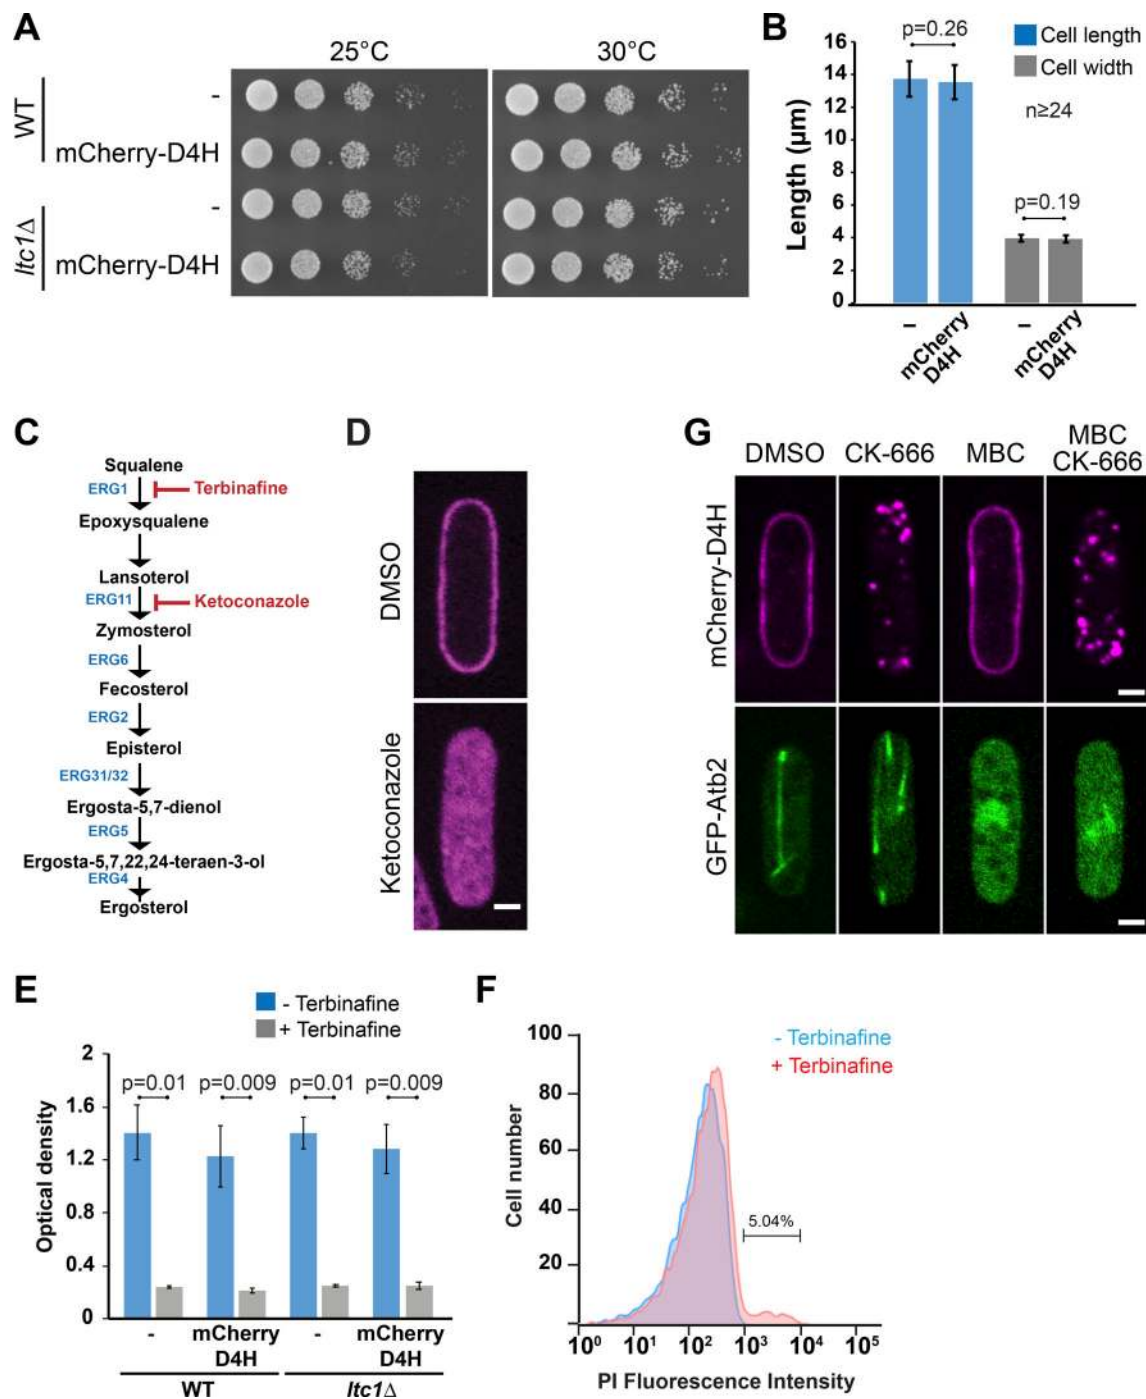 A
25°C
30°C
WT
-
mCherry-D4H
ltc1Δ
-
mCherry-D4H
B
p=0.26
Cell length
Cell width
n≥24
p=0.19
Length (µm)
16
14
12
10
8
6
4
2
0
–
mCherry
D4H
–
mCherry
D4H
C
Squalene
ERG1
Terbinafine
Epoxysqualene
Lansoterol
ERG11
Ketoconazole
Zymosterol
ERG6
Fecosterol
ERG2
Episterol
ERG31/32
Ergosta-5,7-dienol
ERG5
Ergosta-5,7,22,24-teraen-3-ol
ERG4
Ergosterol
D
DMSO
Ketoconazole
G
DMSO
CK-666
MBC
MBC
CK-666
mCherry-D4H
GFP-Atb2
E
- Terbinafine
+ Terbinafine
p=0.01
p=0.009
p=0.01
p=0.009
Optical density
2
1.6
1.2
0.8
0.4
0
-
mCherry
D4H
-
mCherry
D4H
WT
ltc1Δ
F
- Terbinafine
+ Terbinafine
5.04%
Cell number
100
80
60
40
20
10⁰ 10¹ 10² 10³ 10⁴ 10⁵
PI Fluorescence Intensity